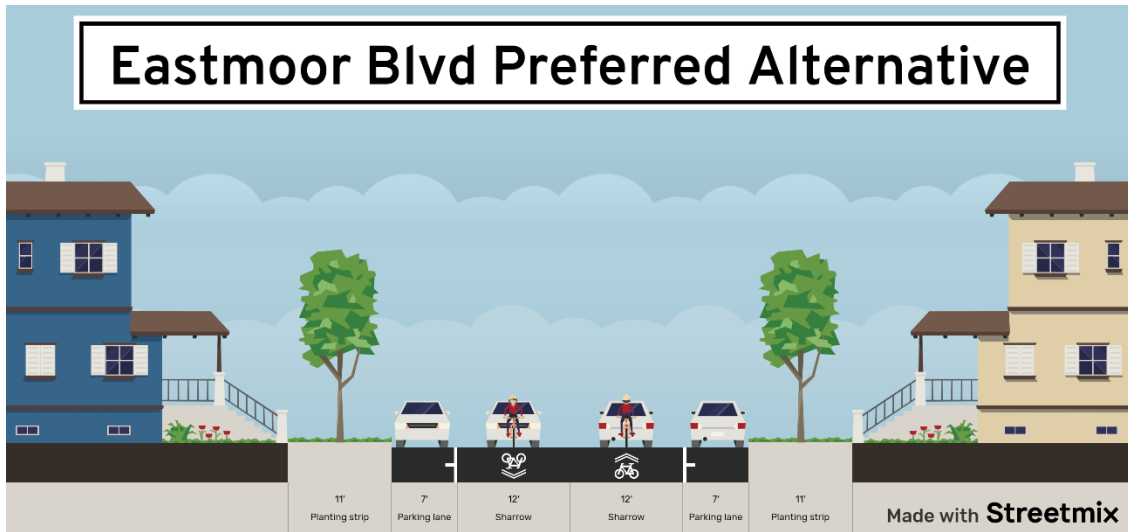 Eastmoor Blvd Preferred Alternative
11' 7' 12' 12' 7' 11'
Planting strip Parking lane Sharrow Sharrow Parking lane Planting strip
Made with Streetmix